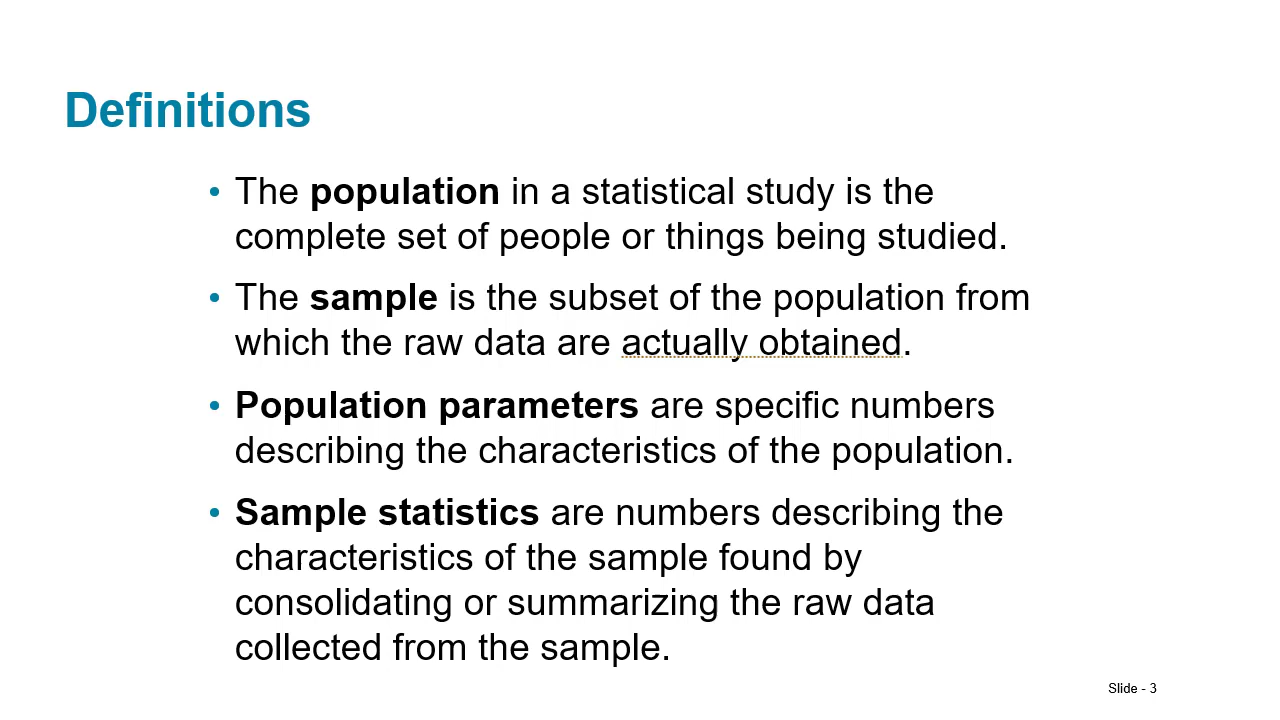 Definitions
• The population in a statistical study is the
complete set of people or things being studied.
• The sample is the subset of the population from
which the raw data are actually obtained.
• Population parameters are specific numbers
describing the characteristics of the population.
• Sample statistics are numbers describing the
characteristics of the sample found by
consolidating or summarizing the raw data
collected from the sample.
Slide - 3